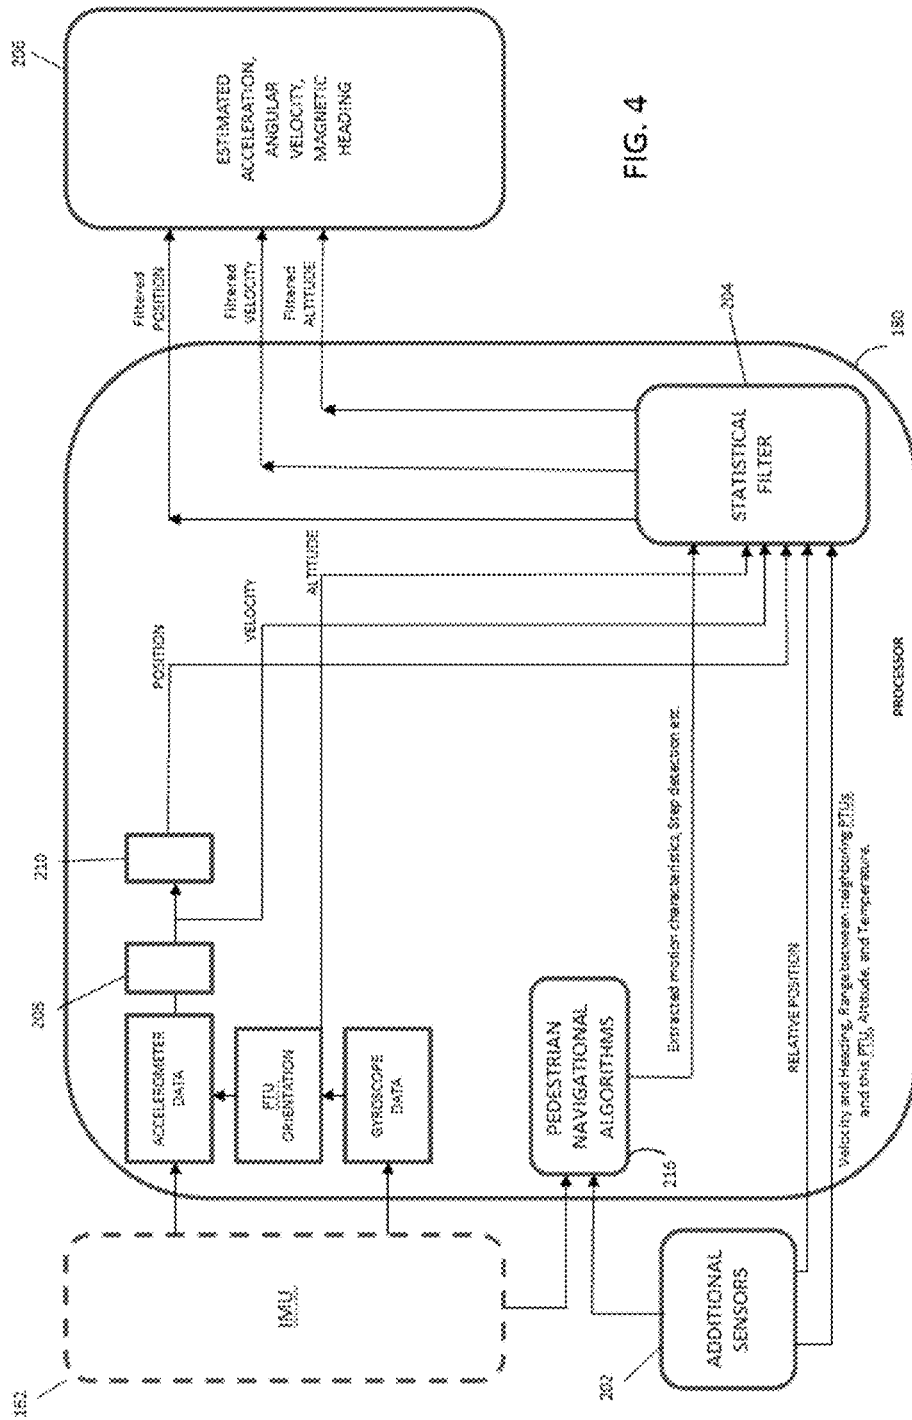 162
208
210
206
IMU
ACCELEROMETER
DATA
PTU
ORIENTATION
GYROSCOPE
DATA
POSITION
VELOCITY
ALTITUDE
Filtered
POSITION
Filtered
VELOCITY
Filtered
ALTITUDE
ESTIMATED
ACCELERATION,
ANGULAR
VELOCITY,
MAGNETIC
HEADING
PEDESTRIAN
NAVIGATIONAL
ALGORITHMS
216
Extracted motion characteristics, Step detection etc.
202
ADDITIONAL
SENSORS
RELATIVE POSITION
Velocity and Heading, Range between neighboring PTUs
and this PTU, Altitude, and Temperature.
STATISTICAL
FILTER
204
180
PROCESSOR
FIG. 4